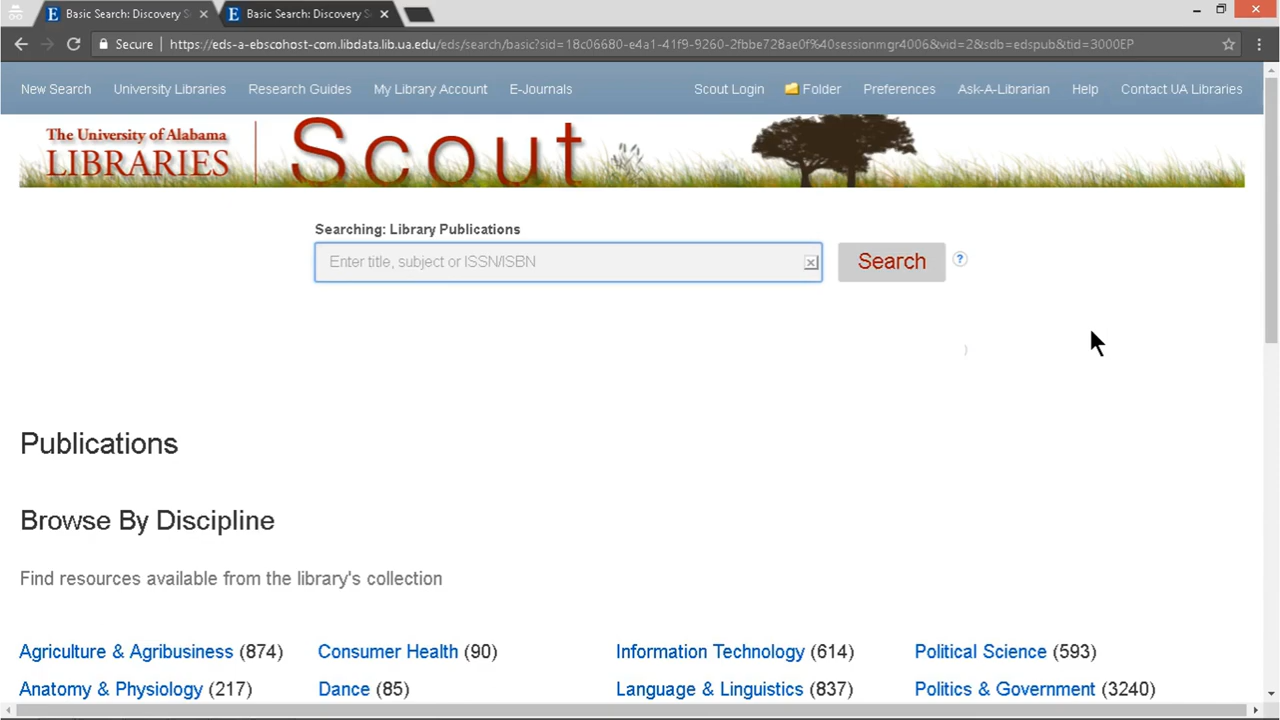 Basic Search: Discovery S
Basic Search: Discovery Se
Secure | https://eds-a-ebscohost-com.libdata.lib.ua.edu/eds/search/basic?sid=18c06680-e4a1-41f9-9260-2fbbe728ae0f%40sessionmgr4006&vid=2&sdb=edspub&tid=3000EP
New Search University Libraries Research Guides My Library Account E-Journals Scout Login Folder Preferences Ask-A-Librarian Help Contact UA Libraries
The University of Alabama
LIBRARIES
Scout
Searching: Library Publications
Enter title, subject or ISSN/ISBN
Search ?
Publications
Browse By Discipline
Find resources available from the library's collection
Agriculture & Agribusiness (874) Consumer Health (90) Information Technology (614) Political Science (593)
Anatomy & Physiology (217) Dance (85) Language & Linguistics (837) Politics & Government (3240)